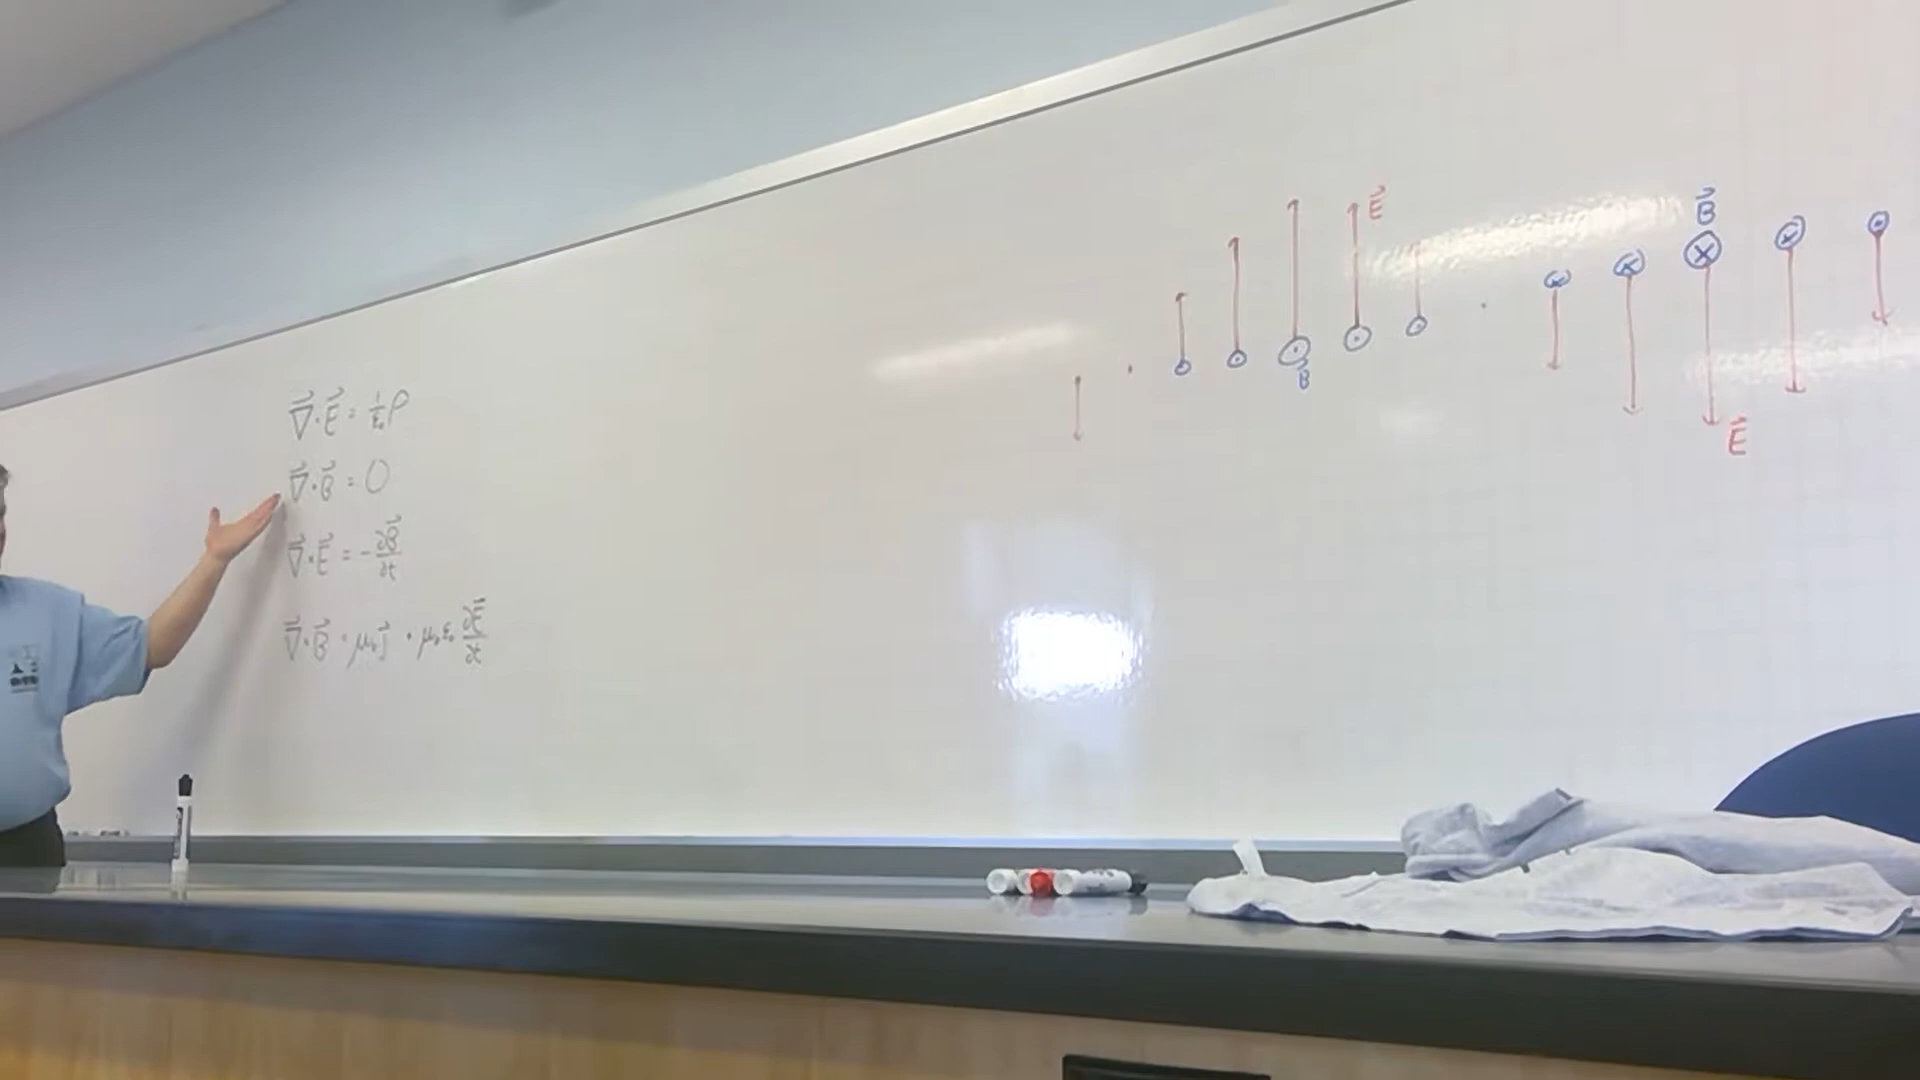 ∇⃗·E⃗ = 1/ε₀ ρ
∇⃗·B⃗ = 0
∇⃗×E⃗ = -∂B⃗/∂t
∇⃗×B⃗ = μ₀J⃗ + μ₀ε₀ ∂E⃗/∂t
E⃗
B⃗
B⃗
E⃗